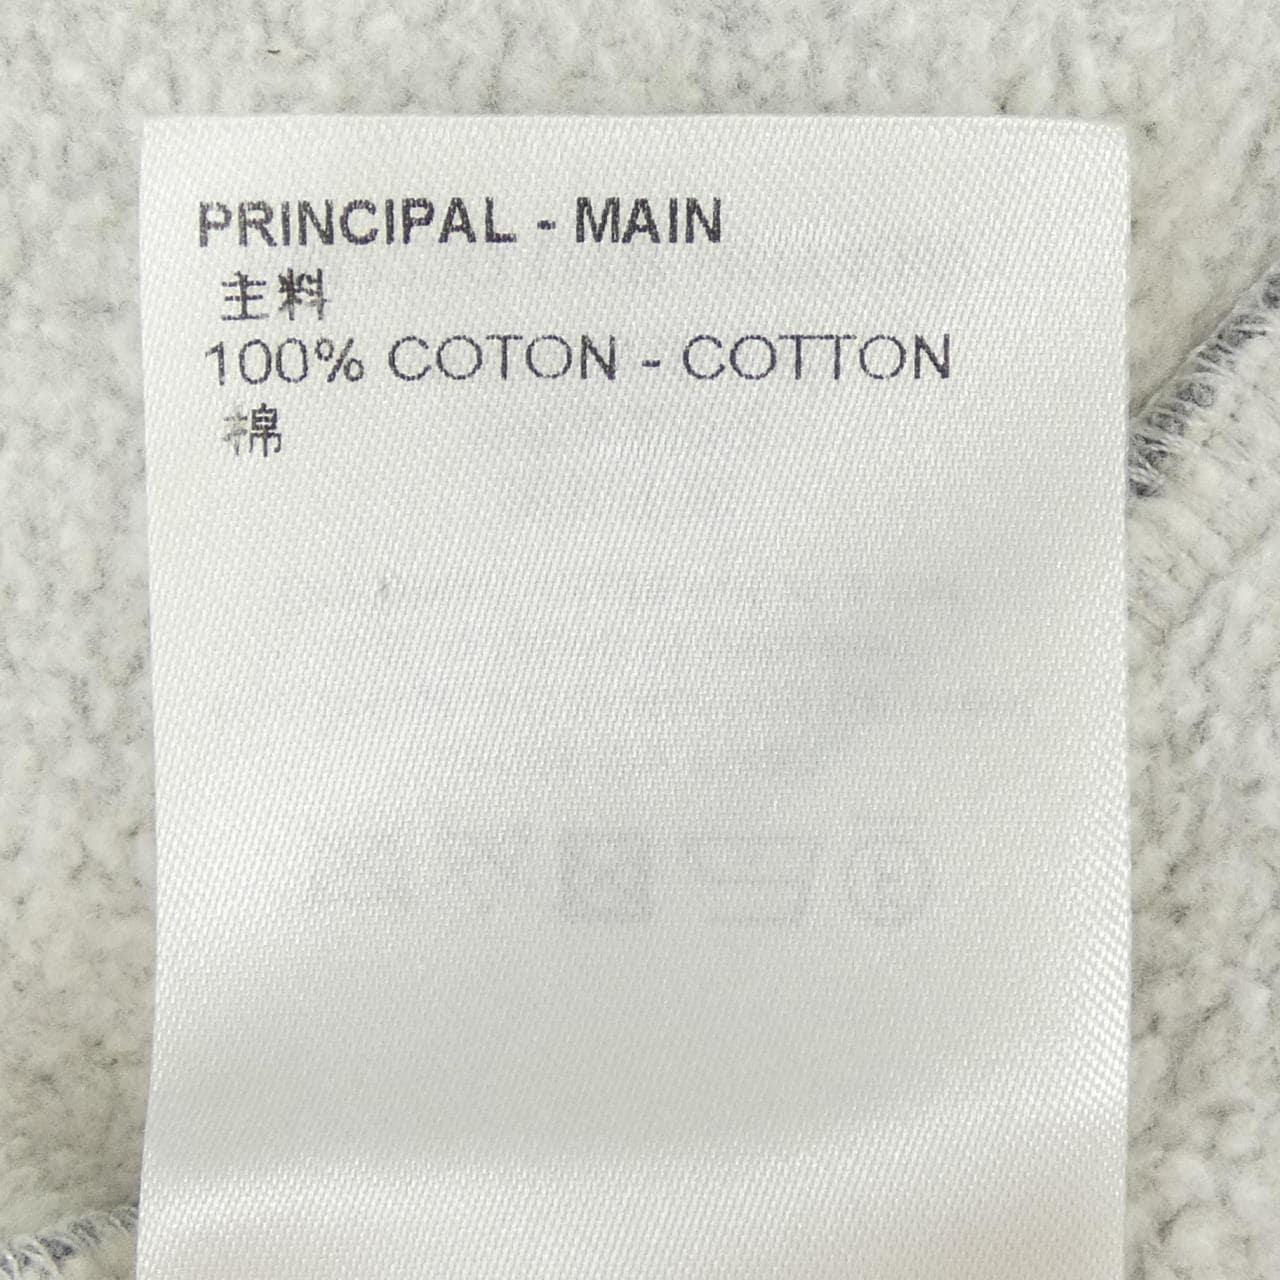 PRINCIPAL - MAIN
主料
100% COTON - COTTON
棉